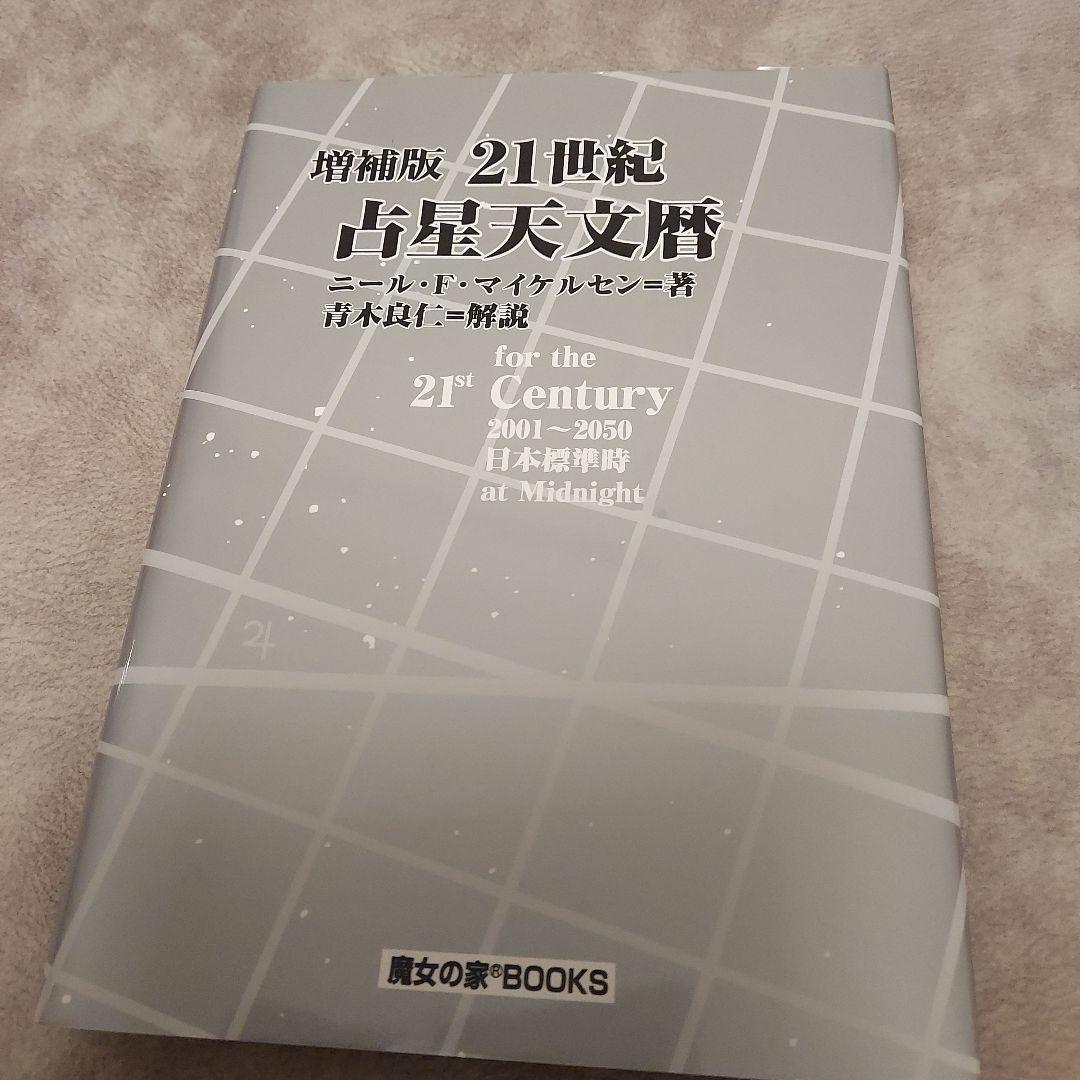 増補版 21世紀
占星天文暦
ニール・F・マイケルセン=著
青木良仁=解説
for the
21st Century
2001～2050
日本標準時
at Midnight
♃
魔女の家®BOOKS